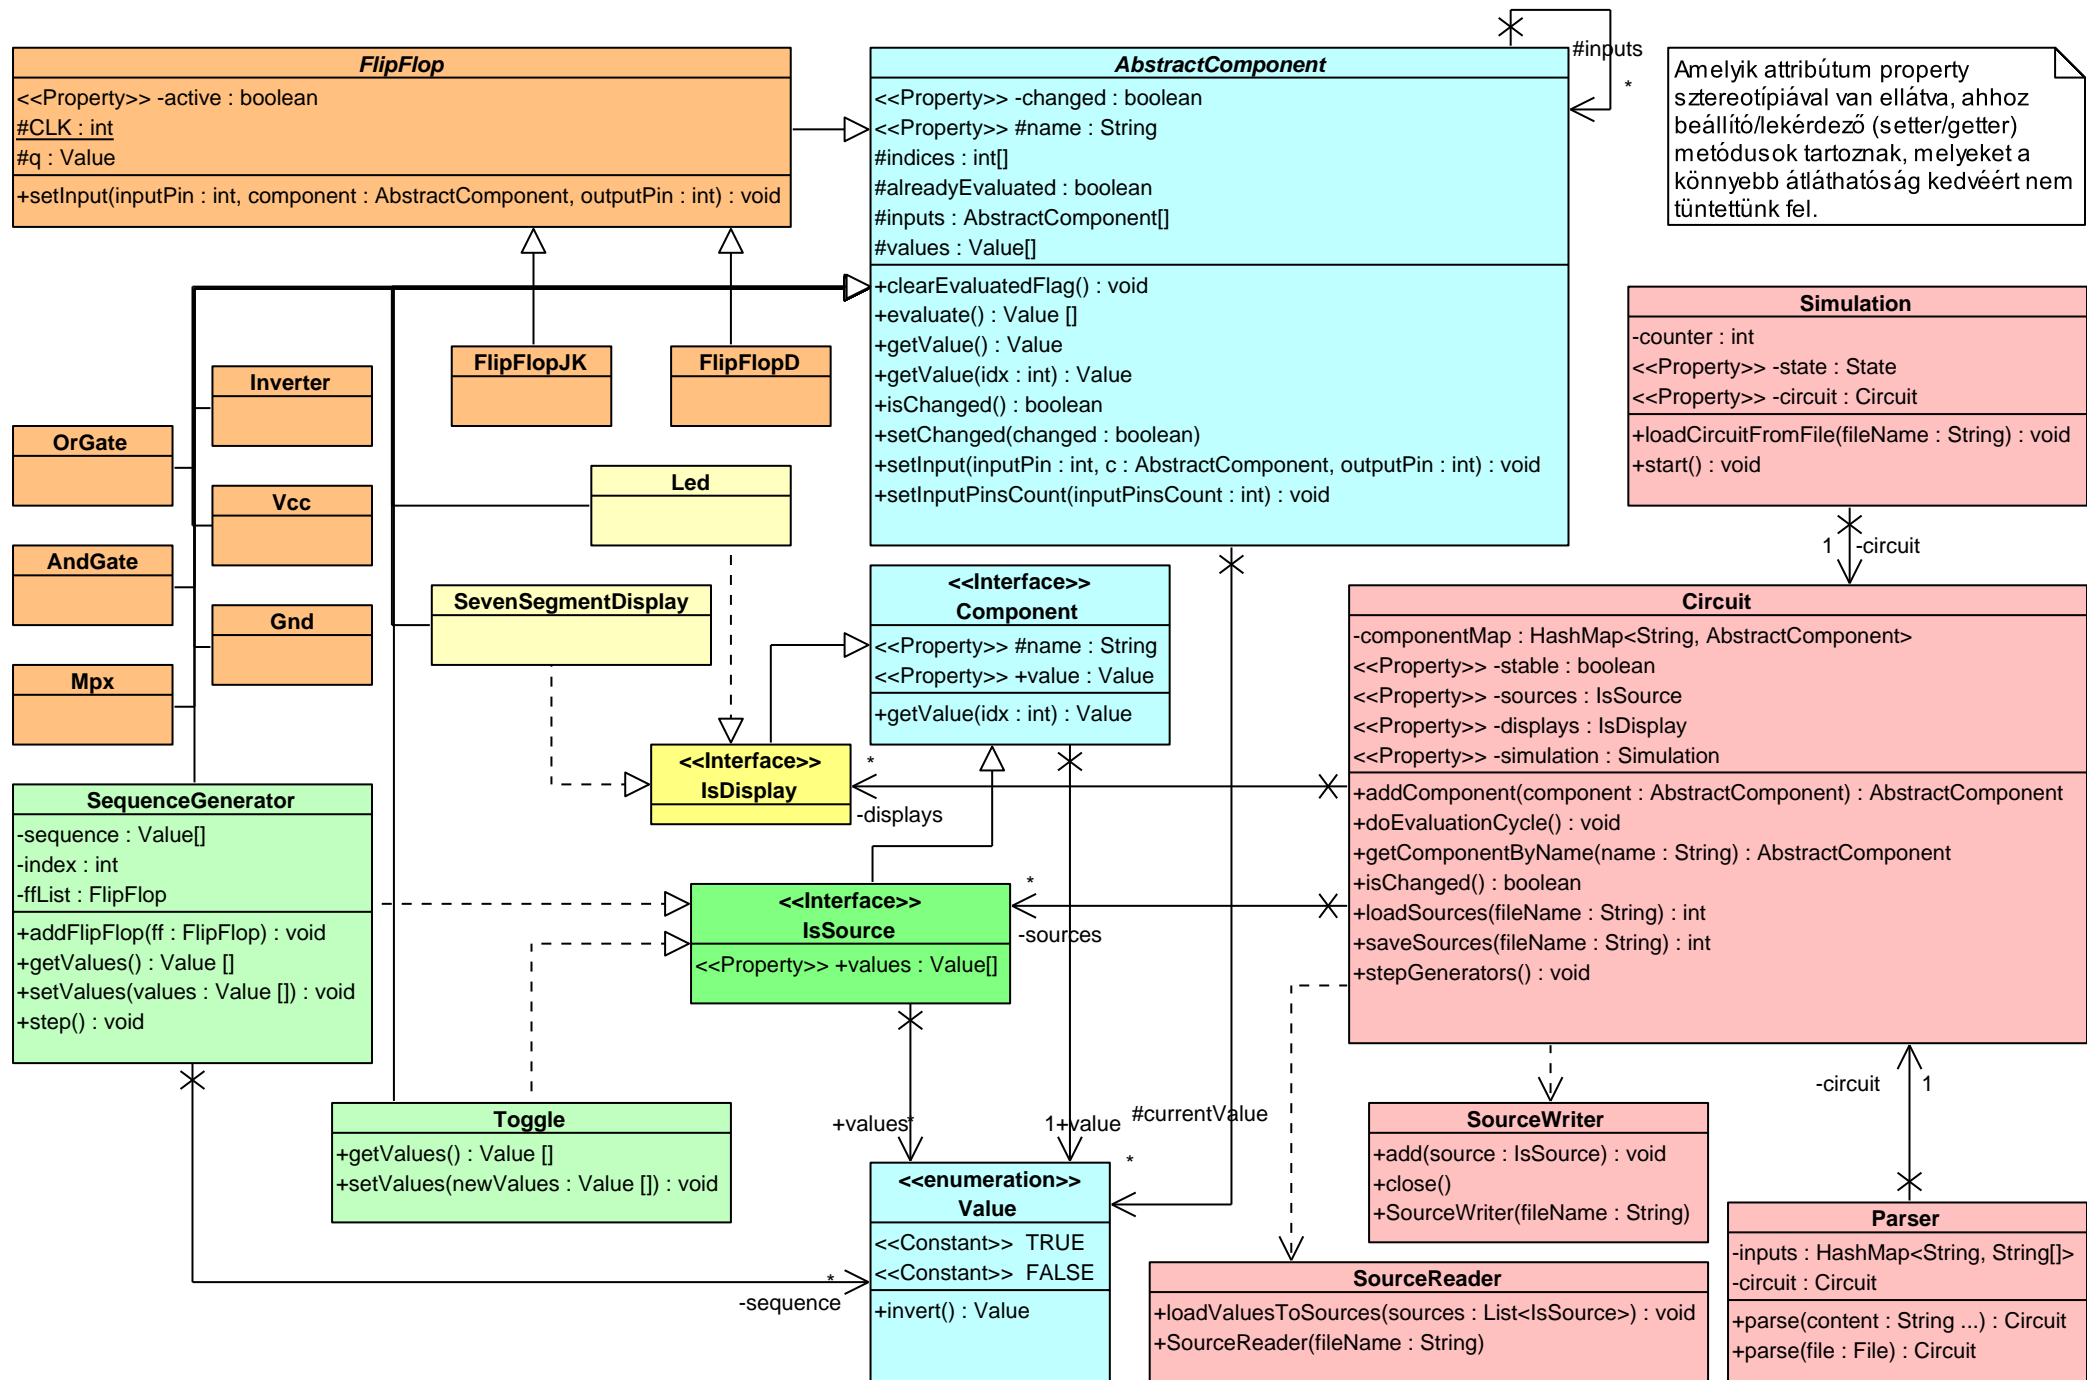 FlipFlop
<<Property>> -active : boolean
#CLK : int
#q : Value
+setInput(inputPin : int, component : AbstractComponent, outputPin : int) : void
AbstractComponent
<<Property>> -changed : boolean
<<Property>> #name : String
#indices : int[]
#alreadyEvaluated : boolean
#inputs : AbstractComponent[]
#values : Value[]
+clearEvaluatedFlag() : void
+evaluate() : Value []
+getValue() : Value
+getValue(idx : int) : Value
+isChanged() : boolean
+setChanged(changed : boolean)
+setInput(inputPin : int, c : AbstractComponent, outputPin : int) : void
+setInputPinsCount(inputPinsCount : int) : void
#inputs
*
Amelyik attribútum property
sztereotípiával van ellátva, ahhoz
beállító/lekérdező (setter/getter)
metódusok tartoznak, melyeket a
könnyebb átláthatóság kedvéért nem
tüntettünk fel.
FlipFlopJK
FlipFlopD
Inverter
OrGate
Vcc
AndGate
Gnd
Mpx
Led
SevenSegmentDisplay
Simulation
-counter : int
<<Property>> -state : State
<<Property>> -circuit : Circuit
+loadCircuitFromFile(fileName : String) : void
+start() : void
1
-circuit
<<Interface>>
Component
<<Property>> #name : String
<<Property>> +value : Value
+getValue(idx : int) : Value
Circuit
-componentMap : HashMap<String, AbstractComponent>
<<Property>> -stable : boolean
<<Property>> -sources : IsSource
<<Property>> -displays : IsDisplay
<<Property>> -simulation : Simulation
+addComponent(component : AbstractComponent) : AbstractComponent
+doEvaluationCycle() : void
+getComponentByName(name : String) : AbstractComponent
+isChanged() : boolean
+loadSources(fileName : String) : int
+saveSources(fileName : String) : int
+stepGenerators() : void
<<Interface>>
IsDisplay
*
-displays
SequenceGenerator
-sequence : Value[]
-index : int
-ffList : FlipFlop
+addFlipFlop(ff : FlipFlop) : void
+getValues() : Value []
+setValues(values : Value []) : void
+step() : void
<<Interface>>
IsSource
<<Property>> +values : Value[]
*
-sources
Toggle
+getValues() : Value []
+setValues(newValues : Value []) : void
+values
*
1
+value
#currentValue
*
<<enumeration>>
Value
<<Constant>> TRUE
<<Constant>> FALSE
+invert() : Value
*
-sequence
-circuit
1
SourceWriter
+add(source : IsSource) : void
+close()
+SourceWriter(fileName : String)
SourceReader
+loadValuesToSources(sources : List<IsSource>) : void
+SourceReader(fileName : String)
Parser
-inputs : HashMap<String, String[]>
-circuit : Circuit
+parse(content : String ...) : Circuit
+parse(file : File) : Circuit